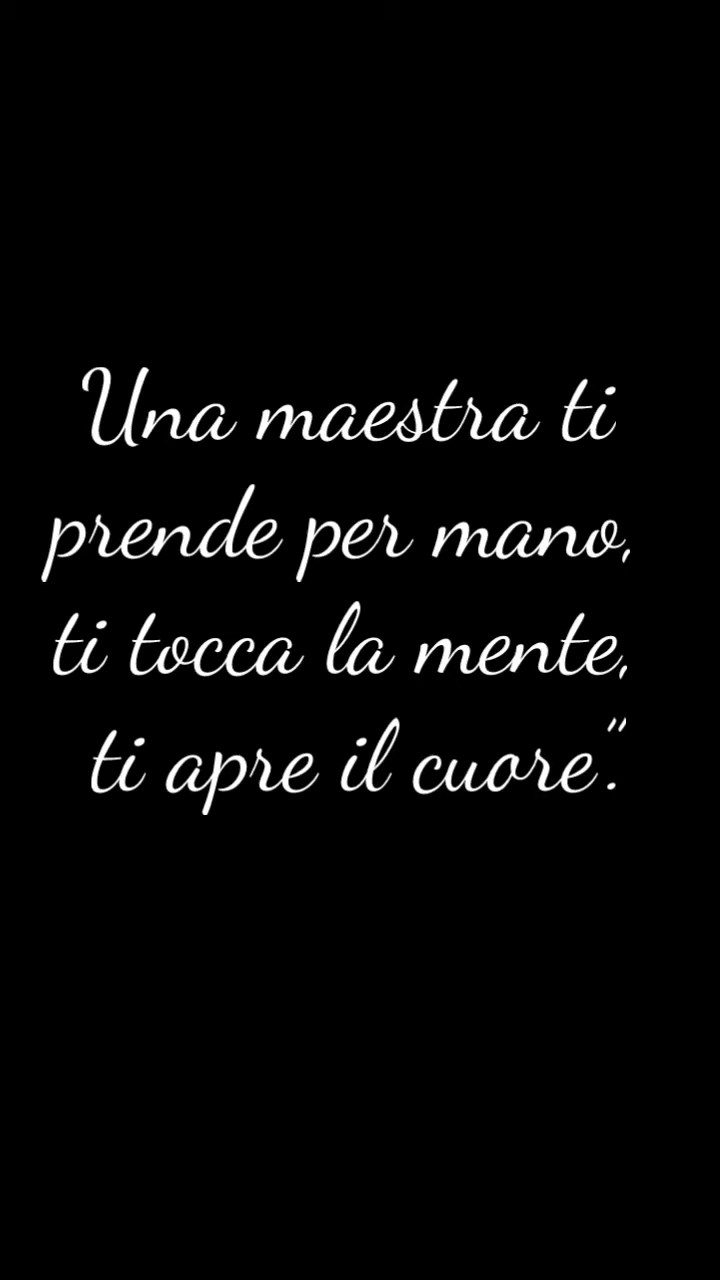 Una maestra ti
prende per mano,
ti tocca la mente,
ti apre il cuore”.